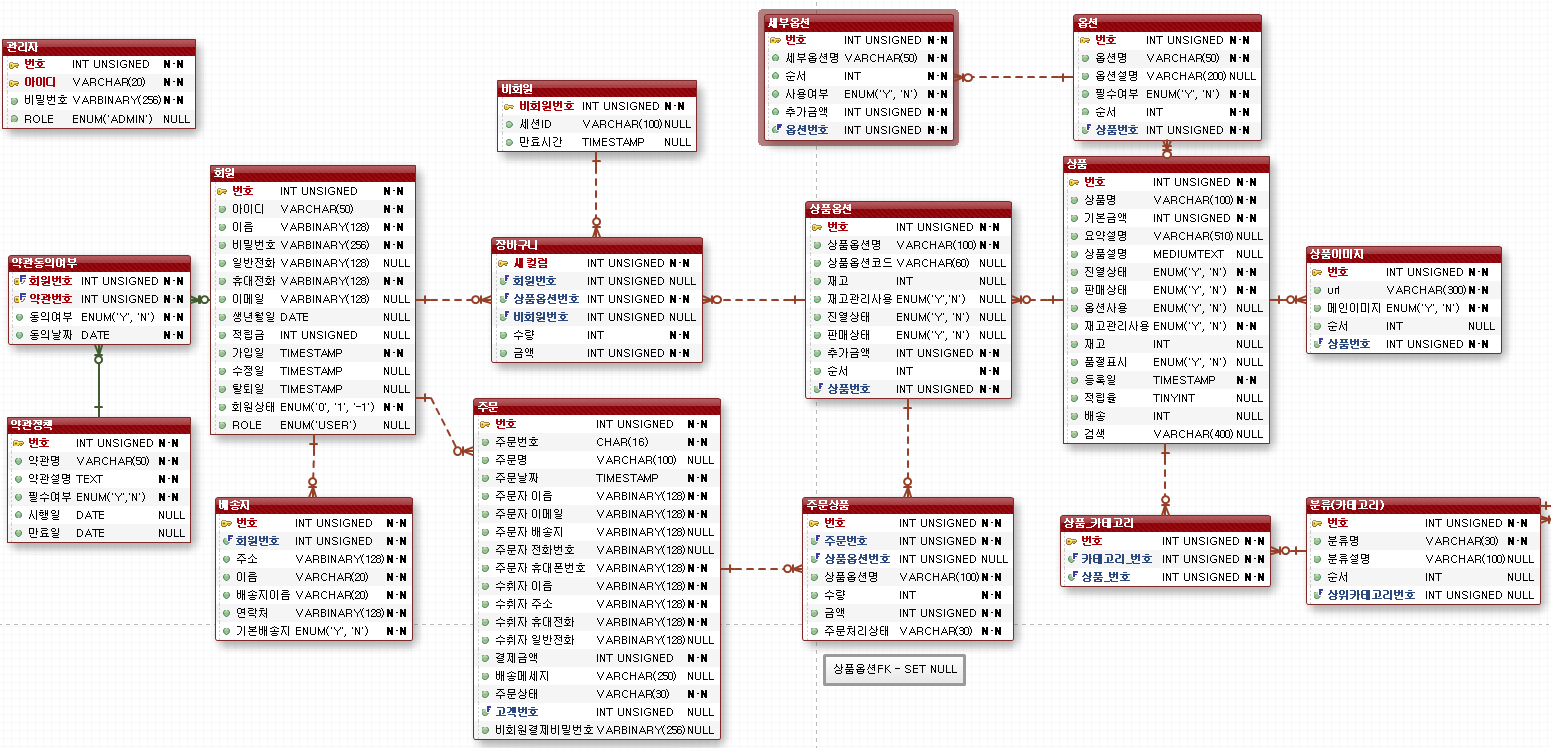 관리자
번호 INT UNSIGNED N-N
아이디 VARCHAR(20) N-N
비밀번호 VARBINARY(256) N-N
ROLE ENUM('ADMIN') NULL
비회원
비회원번호 INT UNSIGNED N-N
세션ID VARCHAR(100) NULL
만료시간 TIMESTAMP NULL
세부옵션
번호 INT UNSIGNED N-N
세부옵션명 VARCHAR(50) N-N
순서 INT N-N
사용여부 ENUM('Y', 'N') N-N
추가금액 INT UNSIGNED N-N
옵션번호 INT UNSIGNED N-N
옵션
번호 INT UNSIGNED N-N
옵션명 VARCHAR(50) N-N
옵션설명 VARCHAR(200) NULL
필수여부 ENUM('Y', 'N') N-N
순서 INT N-N
상품번호 INT UNSIGNED N-N
회원
번호 INT UNSIGNED N-N
아이디 VARCHAR(50) N-N
이름 VARBINARY(128) N-N
비밀번호 VARBINARY(256) N-N
일반전화 VARBINARY(128) NULL
휴대전화 VARBINARY(128) N-N
이메일 VARBINARY(128) NULL
생년월일 DATE NULL
적립금 INT UNSIGNED NULL
가입일 TIMESTAMP N-N
수정일 TIMESTAMP NULL
탈퇴일 TIMESTAMP NULL
회원상태 ENUM('0', '1', '-1') N-N
ROLE ENUM('USER') NULL
약관동의여부
회원번호 INT UNSIGNED N-N
약관번호 INT UNSIGNED N-N
동의여부 ENUM('Y', 'N') N-N
동의날짜 DATE N-N
약관정책
번호 INT UNSIGNED N-N
약관명 VARCHAR(50) N-N
약관설명 TEXT N-N
필수여부 ENUM('Y','N') N-N
시행일 DATE NULL
만료일 DATE NULL
장바구니
새 컬럼 INT UNSIGNED N-N
회원번호 INT UNSIGNED NULL
상품옵션번호 INT UNSIGNED N-N
비회원번호 INT UNSIGNED NULL
수량 INT N-N
금액 INT UNSIGNED N-N
상품옵션
번호 INT UNSIGNED N-N
상품옵션명 VARCHAR(100) N-N
상품옵션코드 VARCHAR(60) NULL
재고 INT NULL
재고관리사용 ENUM('Y','N') NULL
진열상태 ENUM('Y', 'N') NULL
판매상태 ENUM('Y', 'N') NULL
추가금액 INT UNSIGNED N-N
순서 INT N-N
상품번호 INT UNSIGNED N-N
상품
번호 INT UNSIGNED N-N
상품명 VARCHAR(100) N-N
기본금액 INT UNSIGNED N-N
요약설명 VARCHAR(510) NULL
상품설명 MEDIUMTEXT NULL
진열상태 ENUM('Y', 'N') N-N
판매상태 ENUM('Y', 'N') N-N
옵션사용 ENUM('Y', 'N') NULL
재고관리사용 ENUM('Y', 'N') N-N
재고 INT NULL
품절표시 ENUM('Y', 'N') NULL
등록일 TIMESTAMP N-N
적립율 TINYINT NULL
배송 INT NULL
검색 VARCHAR(400) NULL
상품이미지
번호 INT UNSIGNED N-N
url VARCHAR(300) N-N
메인이미지 ENUM('Y', 'N') N-N
순서 INT NULL
상품번호 INT UNSIGNED N-N
배송지
번호 INT UNSIGNED N-N
회원번호 INT UNSIGNED N-N
주소 VARBINARY(128) N-N
이름 VARCHAR(20) N-N
배송지이름 VARCHAR(20) N-N
연락처 VARBINARY(128) N-N
기본배송지 ENUM('Y', 'N') N-N
주문
번호 INT UNSIGNED N-N
주문번호 CHAR(16) N-N
주문명 VARCHAR(100) NULL
주문날짜 TIMESTAMP N-N
주문자 이름 VARBINARY(128) N-N
주문자 이메일 VARBINARY(128) N-N
주문자 배송지 VARBINARY(128) NULL
주문자 전화번호 VARBINARY(128) NULL
주문자 휴대폰번호 VARBINARY(128) N-N
수취자 이름 VARBINARY(128) N-N
수취자 주소 VARBINARY(128) N-N
수취자 휴대전화 VARBINARY(128) N-N
수취자 일반전화 VARBINARY(128) NULL
결제금액 INT UNSIGNED N-N
배송메세지 VARCHAR(250) NULL
주문상태 VARCHAR(30) N-N
고객번호 INT UNSIGNED NULL
비회원결제비밀번호 VARBINARY(256) NULL
주문상품
번호 INT UNSIGNED N-N
주문번호 INT UNSIGNED N-N
상품옵션번호 INT UNSIGNED NULL
상품옵션명 VARCHAR(100) N-N
수량 INT N-N
금액 INT UNSIGNED N-N
주문처리상태 VARCHAR(30) N-N
상품옵션FK - SET NULL
상품_카테고리
번호 INT UNSIGNED N-N
카테고리_번호 INT UNSIGNED N-N
상품_번호 INT UNSIGNED N-N
분류(카테고리)
번호 INT UNSIGNED N-N
분류명 VARCHAR(30) N-N
분류설명 VARCHAR(100) NULL
순서 INT NULL
상위카테고리번호 INT UNSIGNED NULL